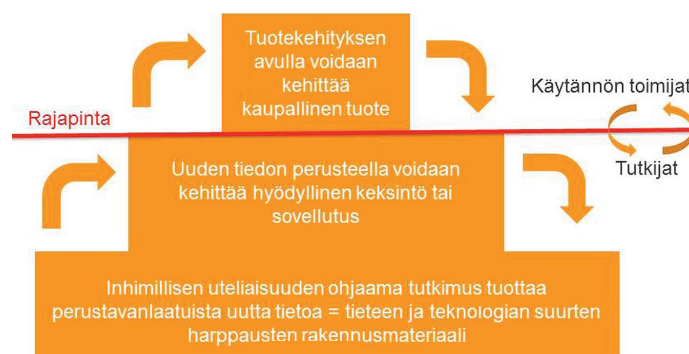 Tuotekehityksen
avulla voidaan
kehittää
kaupallinen tuote
Käytännön toimijat
Rajapinta
Tutkijat
Uuden tiedon perusteella voidaan
kehittää hyödyllinen keksintö tai
sovellutus
Inhimillisen uteliaisuuden ohjaama tutkimus tuottaa
perustavanlaatuista uutta tietoa = tieteen ja teknologian suurten
harppausten rakennusmateriaali